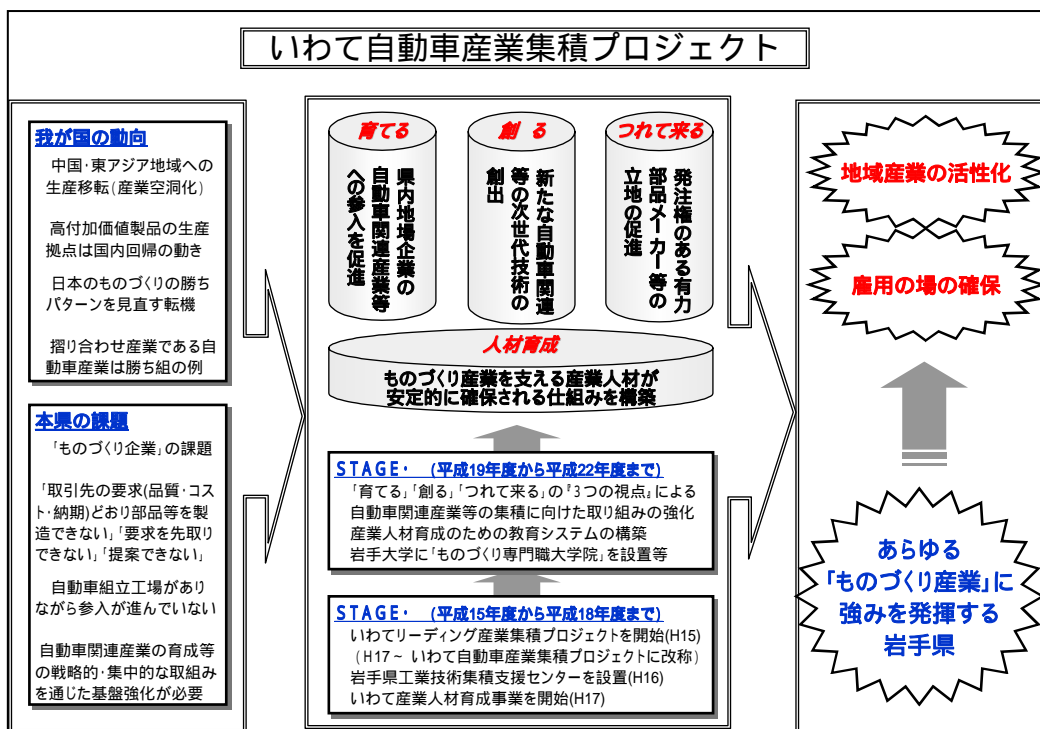 いわて自動車産業集積プロジェクト
我が国の動向
中国・東アジア地域への
生産移転(産業空洞化)
高付加価値製品の生産
拠点は国内回帰の動き
日本のものづくりの勝ち
パターンを見直す転機
摺り合わせ産業である自
動車産業は勝ち組の例
本県の課題
「ものづくり企業」の課題
「取引先の要求(品質・コス
ト・納期)どおり部品等を製
造できない」「要求を先取り
できない」「提案できない」
自動車組立工場があり
ながら参入が進んでいない
自動車関連産業の育成等
の戦略的・集中的な取組み
を通じた基盤強化が必要
育てる
県内地場企業の
自動車関連産業等
への参入を促進
創る
新たな自動車関連
等の次世代技術の
創出
つれて来る
発注権のある有力
部品メーカー等の
立地の促進
人材育成
ものづくり産業を支える産業人材が
安定的に確保される仕組みを構築
STAGE・ (平成19年度から平成22年度まで)
「育てる」「創る」「つれて来る」の『3つの視点』による
自動車関連産業等の集積に向けた取り組みの強化
産業人材育成のための教育システムの構築
岩手大学に「ものづくり専門職大学院」を設置等
STAGE・ (平成15年度から平成18年度まで)
いわてリーディング産業集積プロジェクトを開始(H15)
(H17~ いわて自動車産業集積プロジェクトに改称)
岩手県工業技術集積支援センターを設置(H16)
いわて産業人材育成事業を開始(H17)
地域産業の活性化
雇用の場の確保
あらゆる
「ものづくり産業」に
強みを発揮する
岩手県